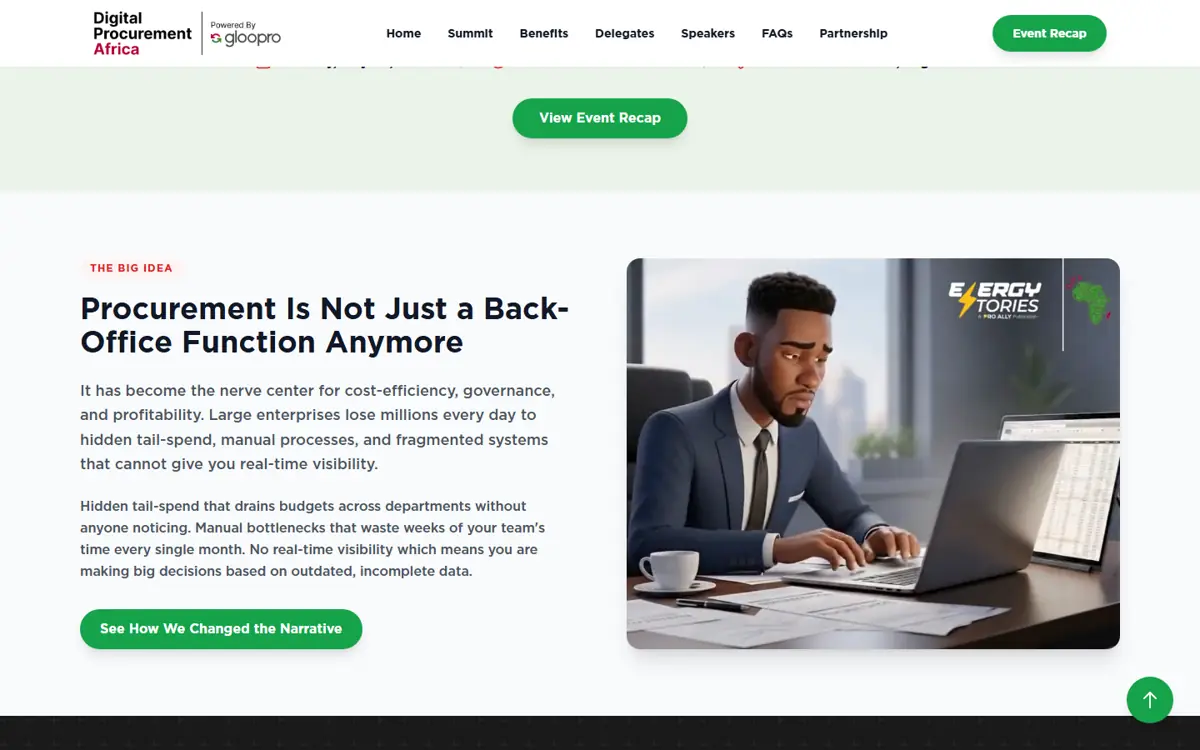 Digital
Procurement
Africa
Powered By
gloopro
Home
Summit
Benefits
Delegates
Speakers
FAQs
Partnership
Event Recap
View Event Recap
THE BIG IDEA
Procurement Is Not Just a Back-
Office Function Anymore
It has become the nerve center for cost-efficiency, governance,
and profitability. Large enterprises lose millions every day to
hidden tail-spend, manual processes, and fragmented systems
that cannot give you real-time visibility.
Hidden tail-spend that drains budgets across departments without
anyone noticing. Manual bottlenecks that waste weeks of your team's
time every single month. No real-time visibility which means you are
making big decisions based on outdated, incomplete data.
See How We Changed the Narrative
ENERGY
STORIES